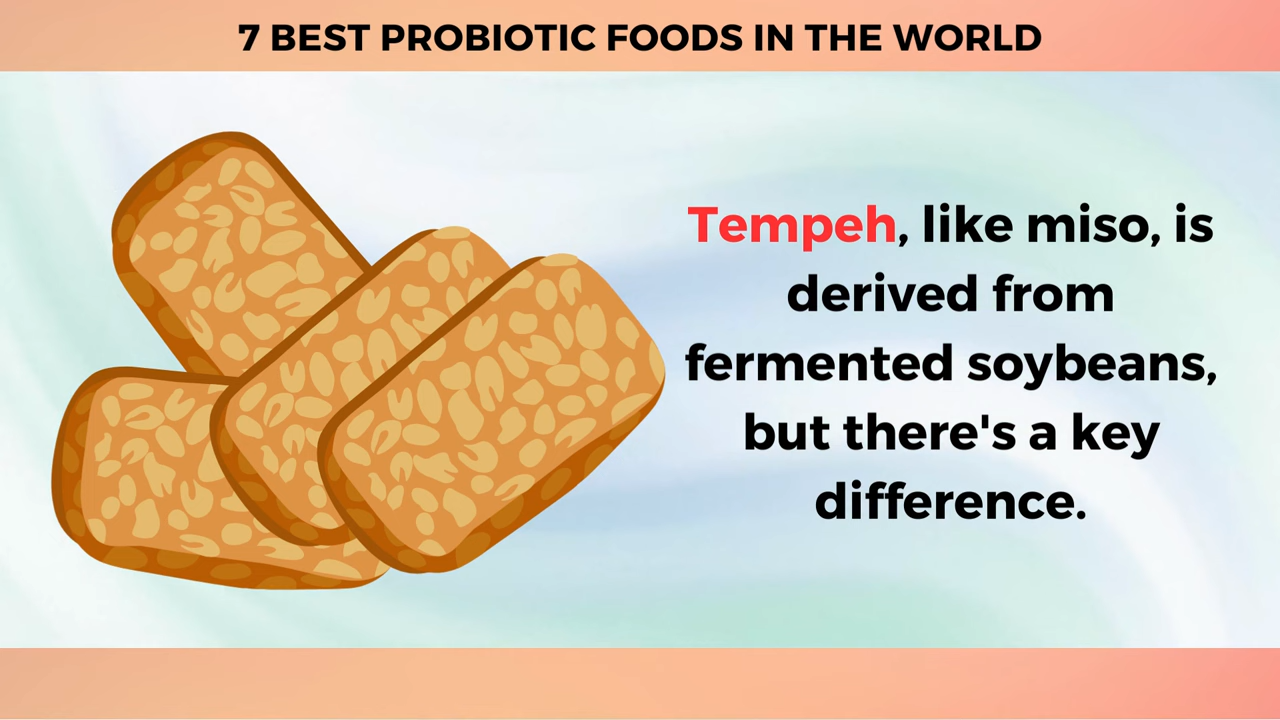 7 BEST PROBIOTIC FOODS IN THE WORLD
Tempeh, like miso, is
derived from
fermented soybeans,
but there's a key
difference.